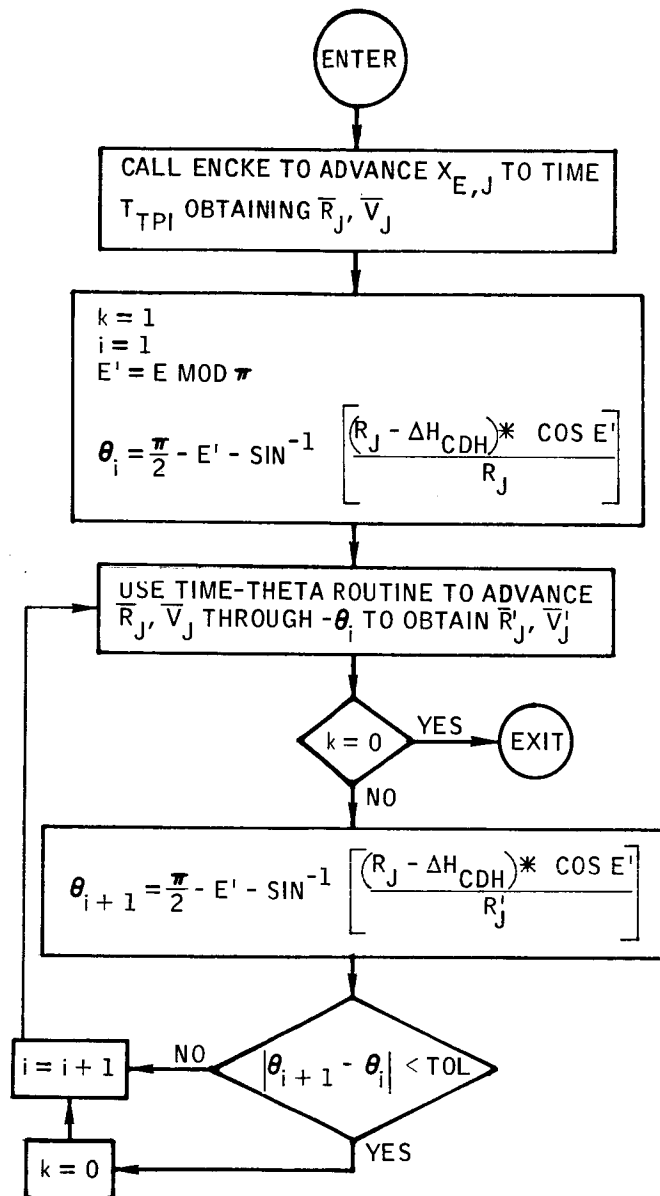 ENTER
CALL ENCKE TO ADVANCE X_E,J TO TIME
T_TPI OBTAINING R̅_J, V̅_J
k = 1
i = 1
E' = E MOD π
θ_i = π/2 - E' - SIN^-1 [(R_J - ΔH_CDH)* COS E' / R_J]
USE TIME-THETA ROUTINE TO ADVANCE
R̅_J, V̅_J THROUGH -θ_i TO OBTAIN R̅'_J, V̅'_J
k = 0
YES
EXIT
NO
θ_i + 1 = π/2 - E' - SIN^-1 [(R_J - ΔH_CDH)* COS E' / R'_J]
|θ_i + 1 - θ_i| < TOL
NO
i = i + 1
YES
k = 0